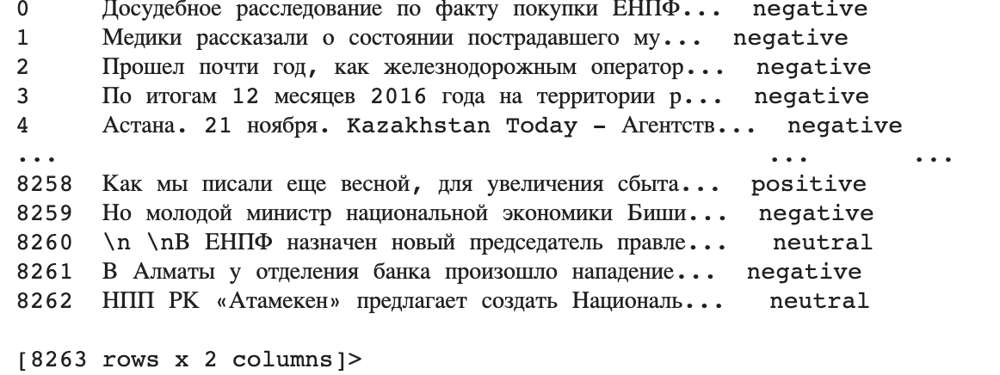 0 Досудебное расследование по факту покупки ЕНПФ... negative
1 Медики рассказали о состоянии пострадавшего му... negative
2 Прошел почти год, как железнодорожным оператор... negative
3 По итогам 12 месяцев 2016 года на территории р... negative
4 Астана. 21 ноября. Kazakhstan Today - Агентств... negative
... ... ...
8258 Как мы писали еще весной, для увеличения сбыта... positive
8259 Но молодой министр национальной экономики Биши... negative
8260 \n \nВ ЕНПФ назначен новый председатель правле... neutral
8261 В Алматы у отделения банка произошло нападение... negative
8262 НПП РК «Атамекен» предлагает создать Националь... neutral
[8263 rows x 2 columns]>